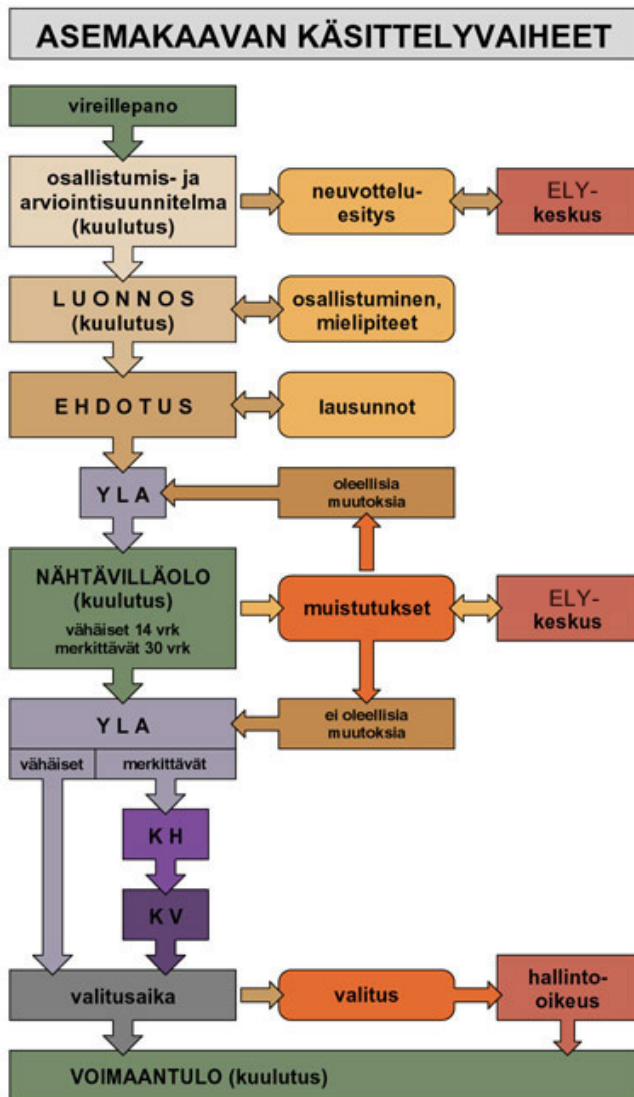 ASEMAKAAVAN KÄSITTELYVAIHEET
vireillepano
osallistumis- ja
arviointisuunnitelma
(kuulutus)
neuvottelu-
esitys
ELY-
keskus
LUONNOS
(kuulutus)
osallistuminen,
mielipiteet
EHDOTUS
lausunnot
YLA
oleellisia
muutoksia
NÄHTÄVILLÄOLO
(kuulutus)
vähäiset 14 vrk
merkittävät 30 vrk
muistutukset
ELY-
keskus
YLA
ei oleellisia
muutoksia
vähäiset
merkittävät
KH
KV
valitusaika
valitus
hallinto-
oikeus
VOIMAANTULO (kuulutus)